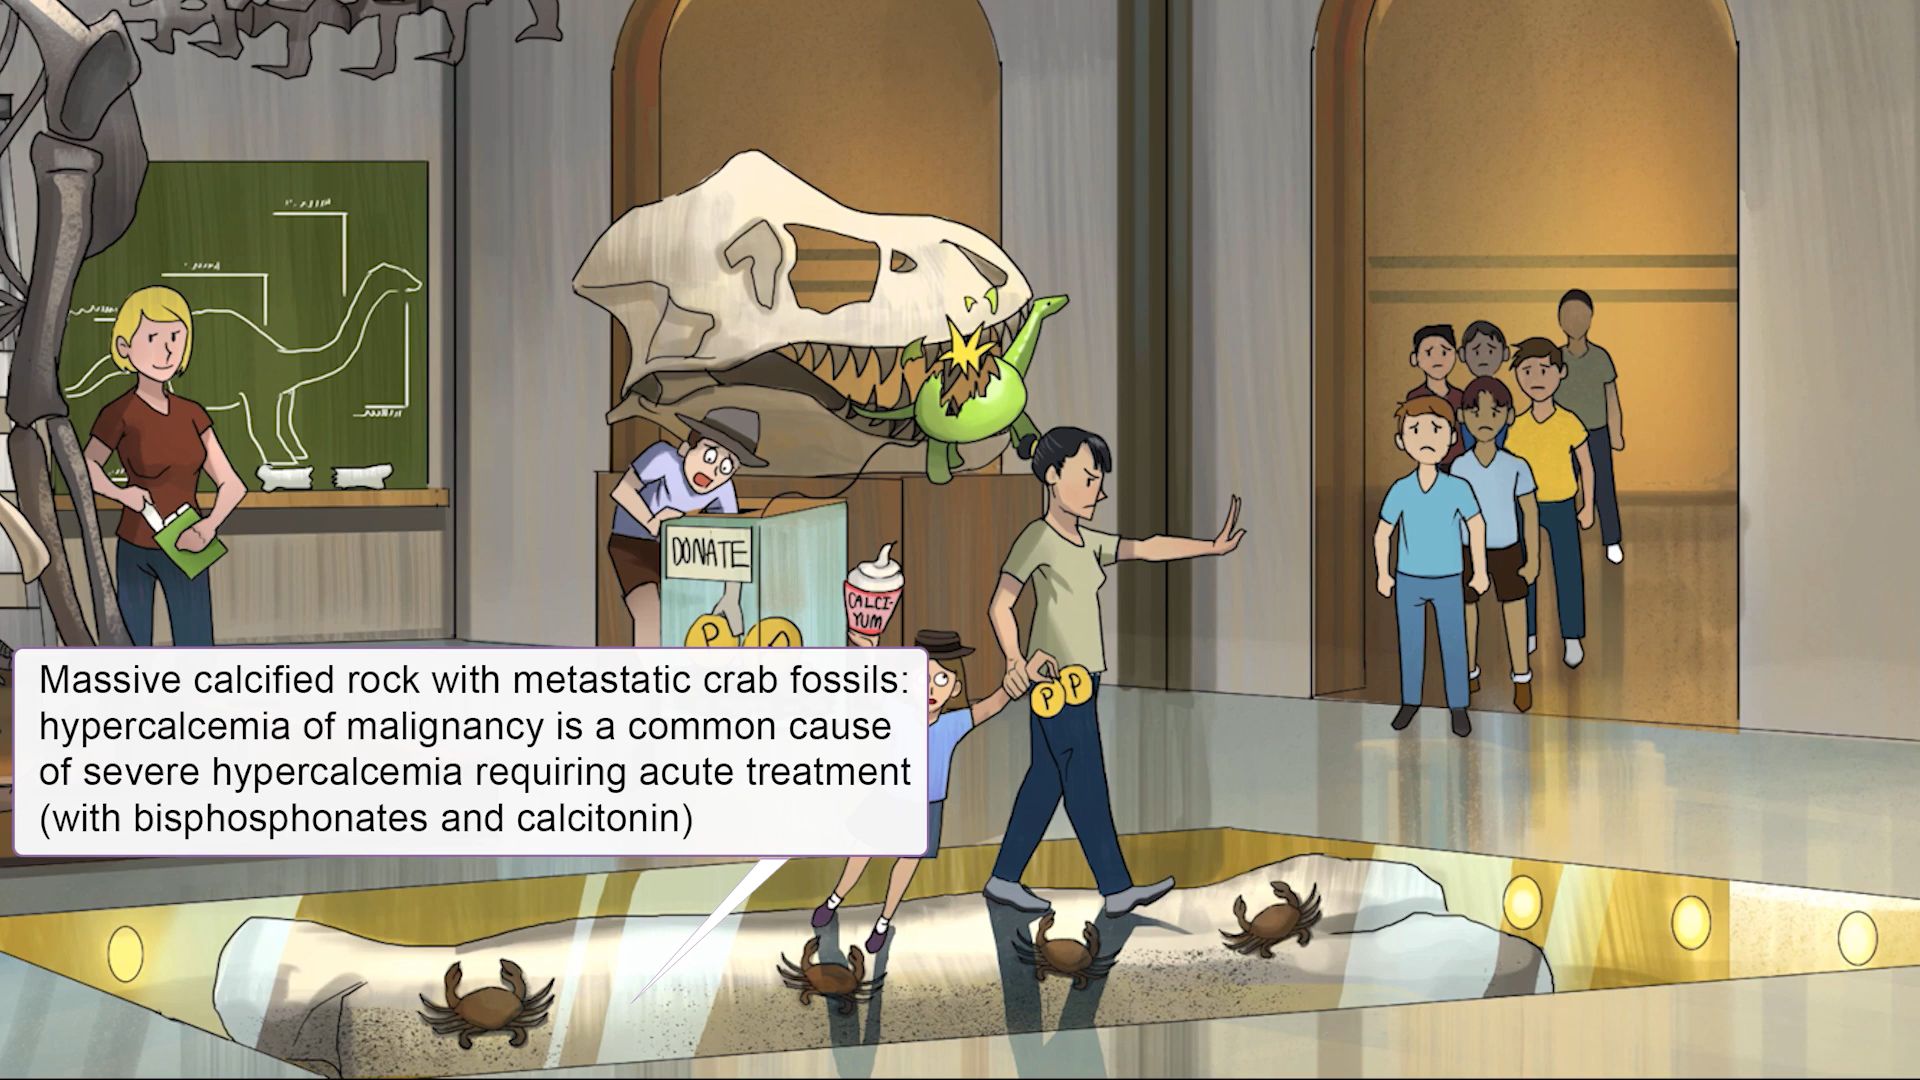 DONATE
CALCI-
YUM
P
P P
Massive calcified rock with metastatic crab fossils:
hypercalcemia of malignancy is a common cause
of severe hypercalcemia requiring acute treatment
(with bisphosphonates and calcitonin)